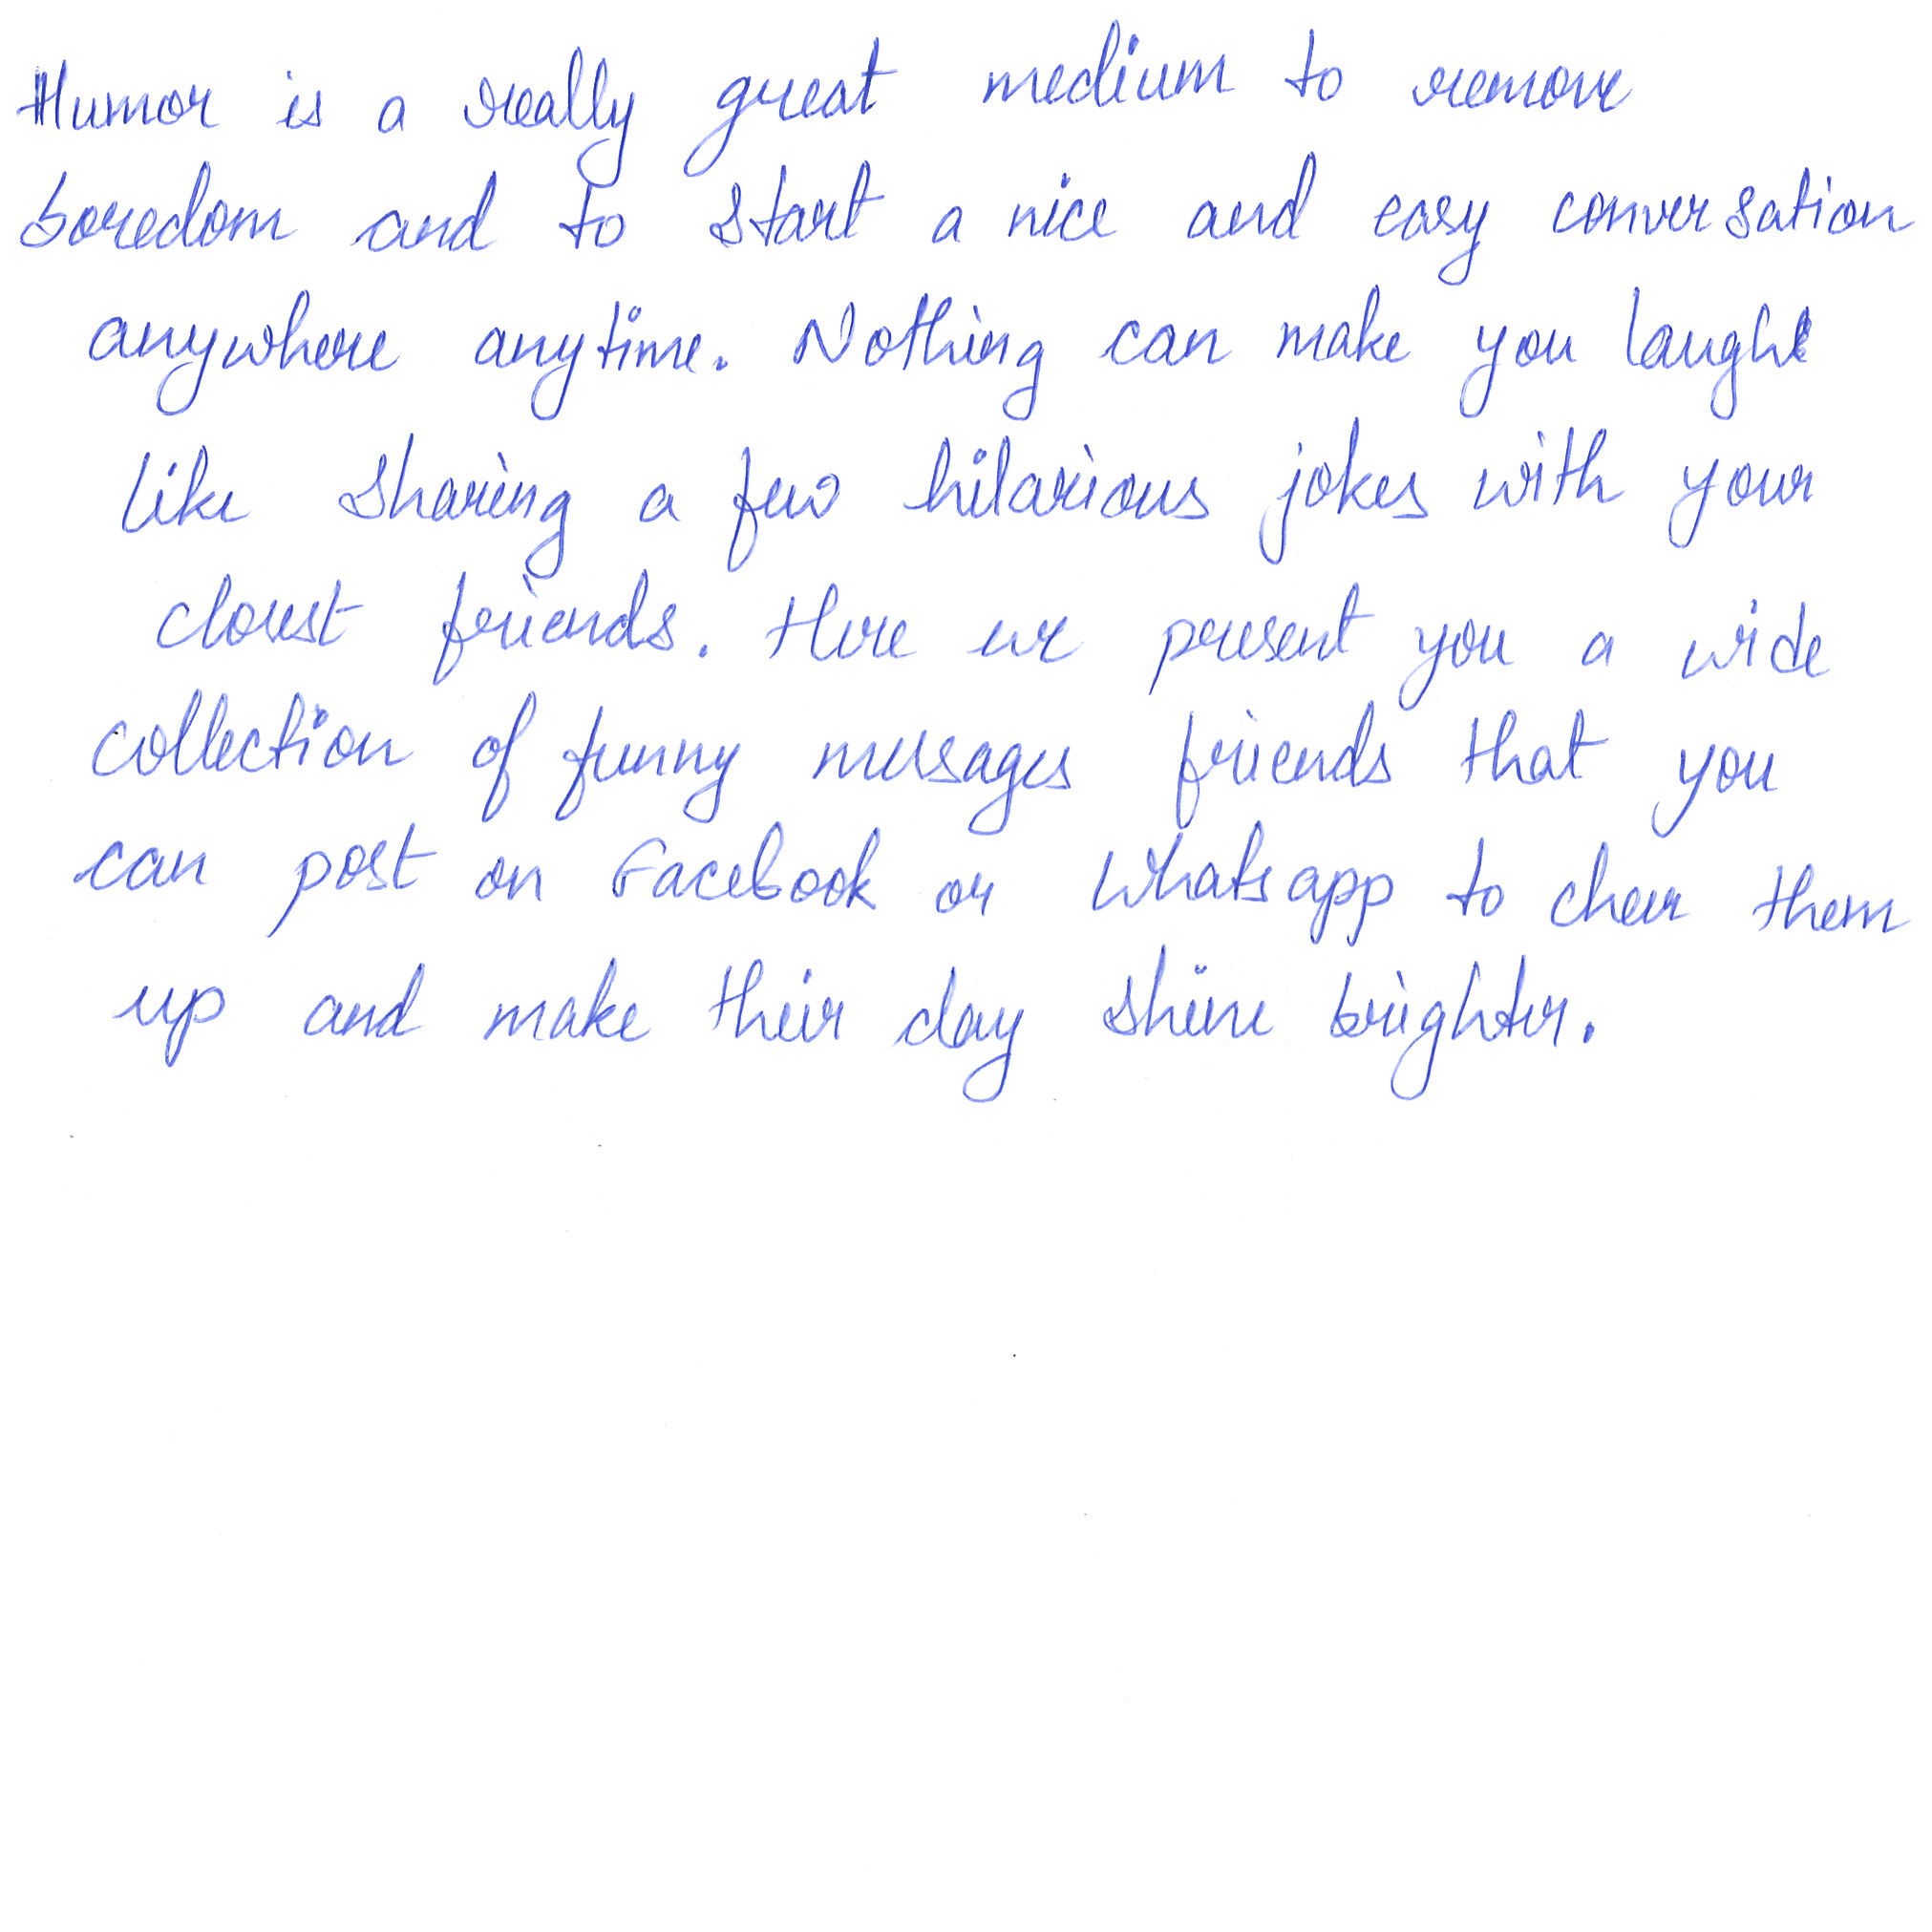 Humor is a really great medium to remove
boredom and to start a nice and easy conversation
anywhere anytime. Nothing can make you laugh
like sharing a few hilarious jokes with your
closest friends. Here we present you a wide
collection of funny messages friends that you
can post on Facebook or Whatsapp to cheer them
up and make their day shine brighter.